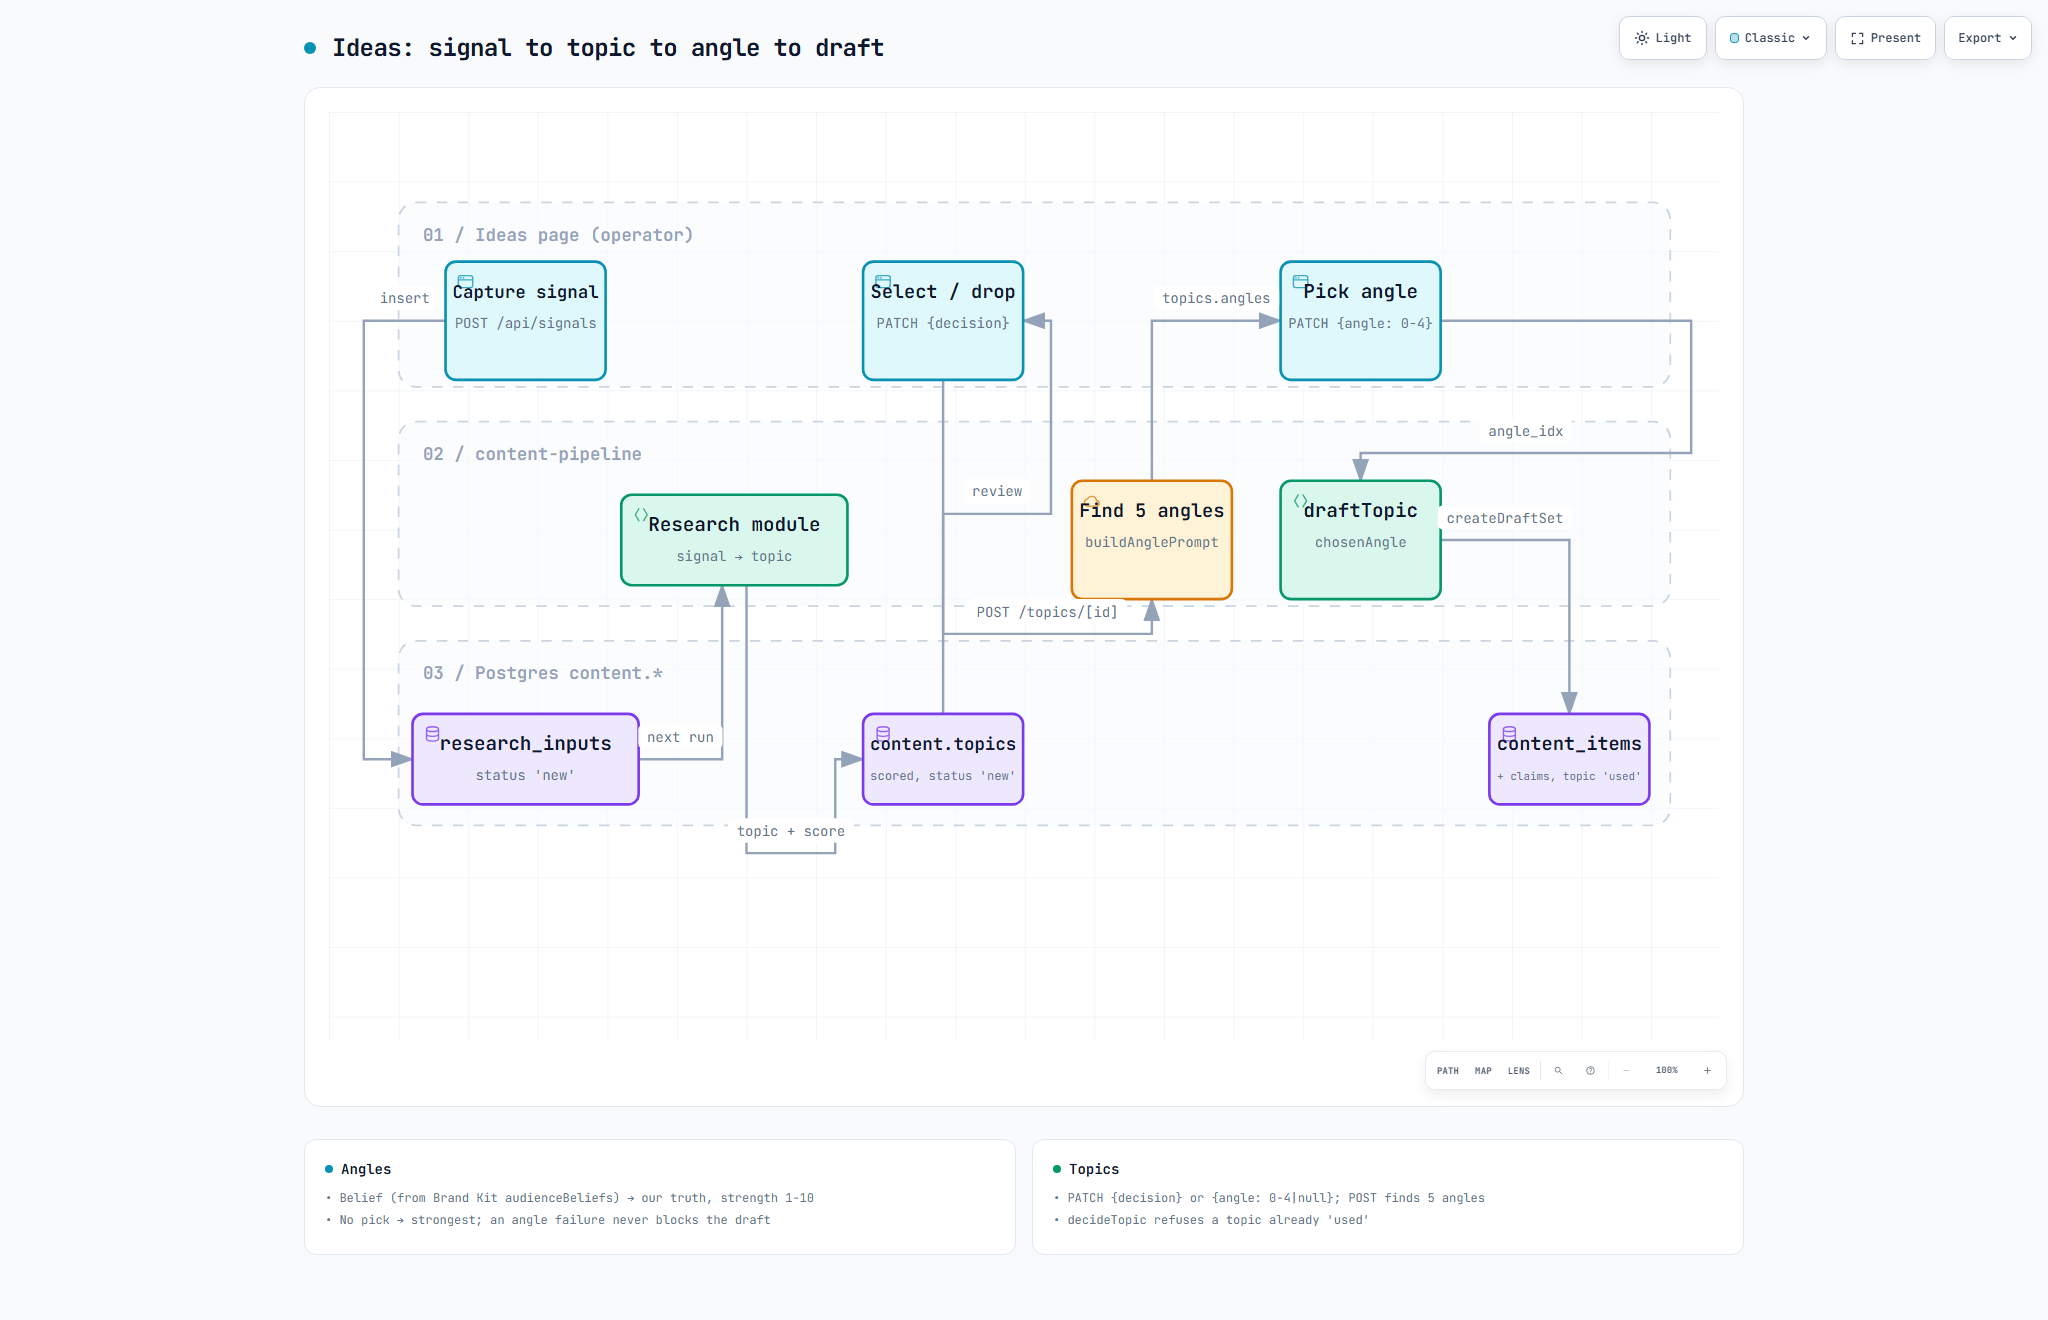 Ideas: signal to topic to angle to draft
Light
Classic
Present
Export
01 / Ideas page (operator)
Capture signal
POST /api/signals
Select / drop
PATCH {decision}
Pick angle
PATCH {angle: 0-4}
insert
topics.angles
angle_idx
02 / content-pipeline
Research module
signal → topic
review
Find 5 angles
buildAnglePrompt
draftTopic
chosenAngle
createDraftSet
POST /topics/[id]
03 / Postgres content.*
research_inputs
status 'new'
next run
content.topics
scored, status 'new'
content_items
+ claims, topic 'used'
topic + score
PATH
MAP
LENS
100%
Angles
• Belief (from Brand Kit audienceBeliefs) → our truth, strength 1-10
• No pick → strongest; an angle failure never blocks the draft
Topics
• PATCH {decision} or {angle: 0-4|null}; POST finds 5 angles
• decideTopic refuses a topic already 'used'